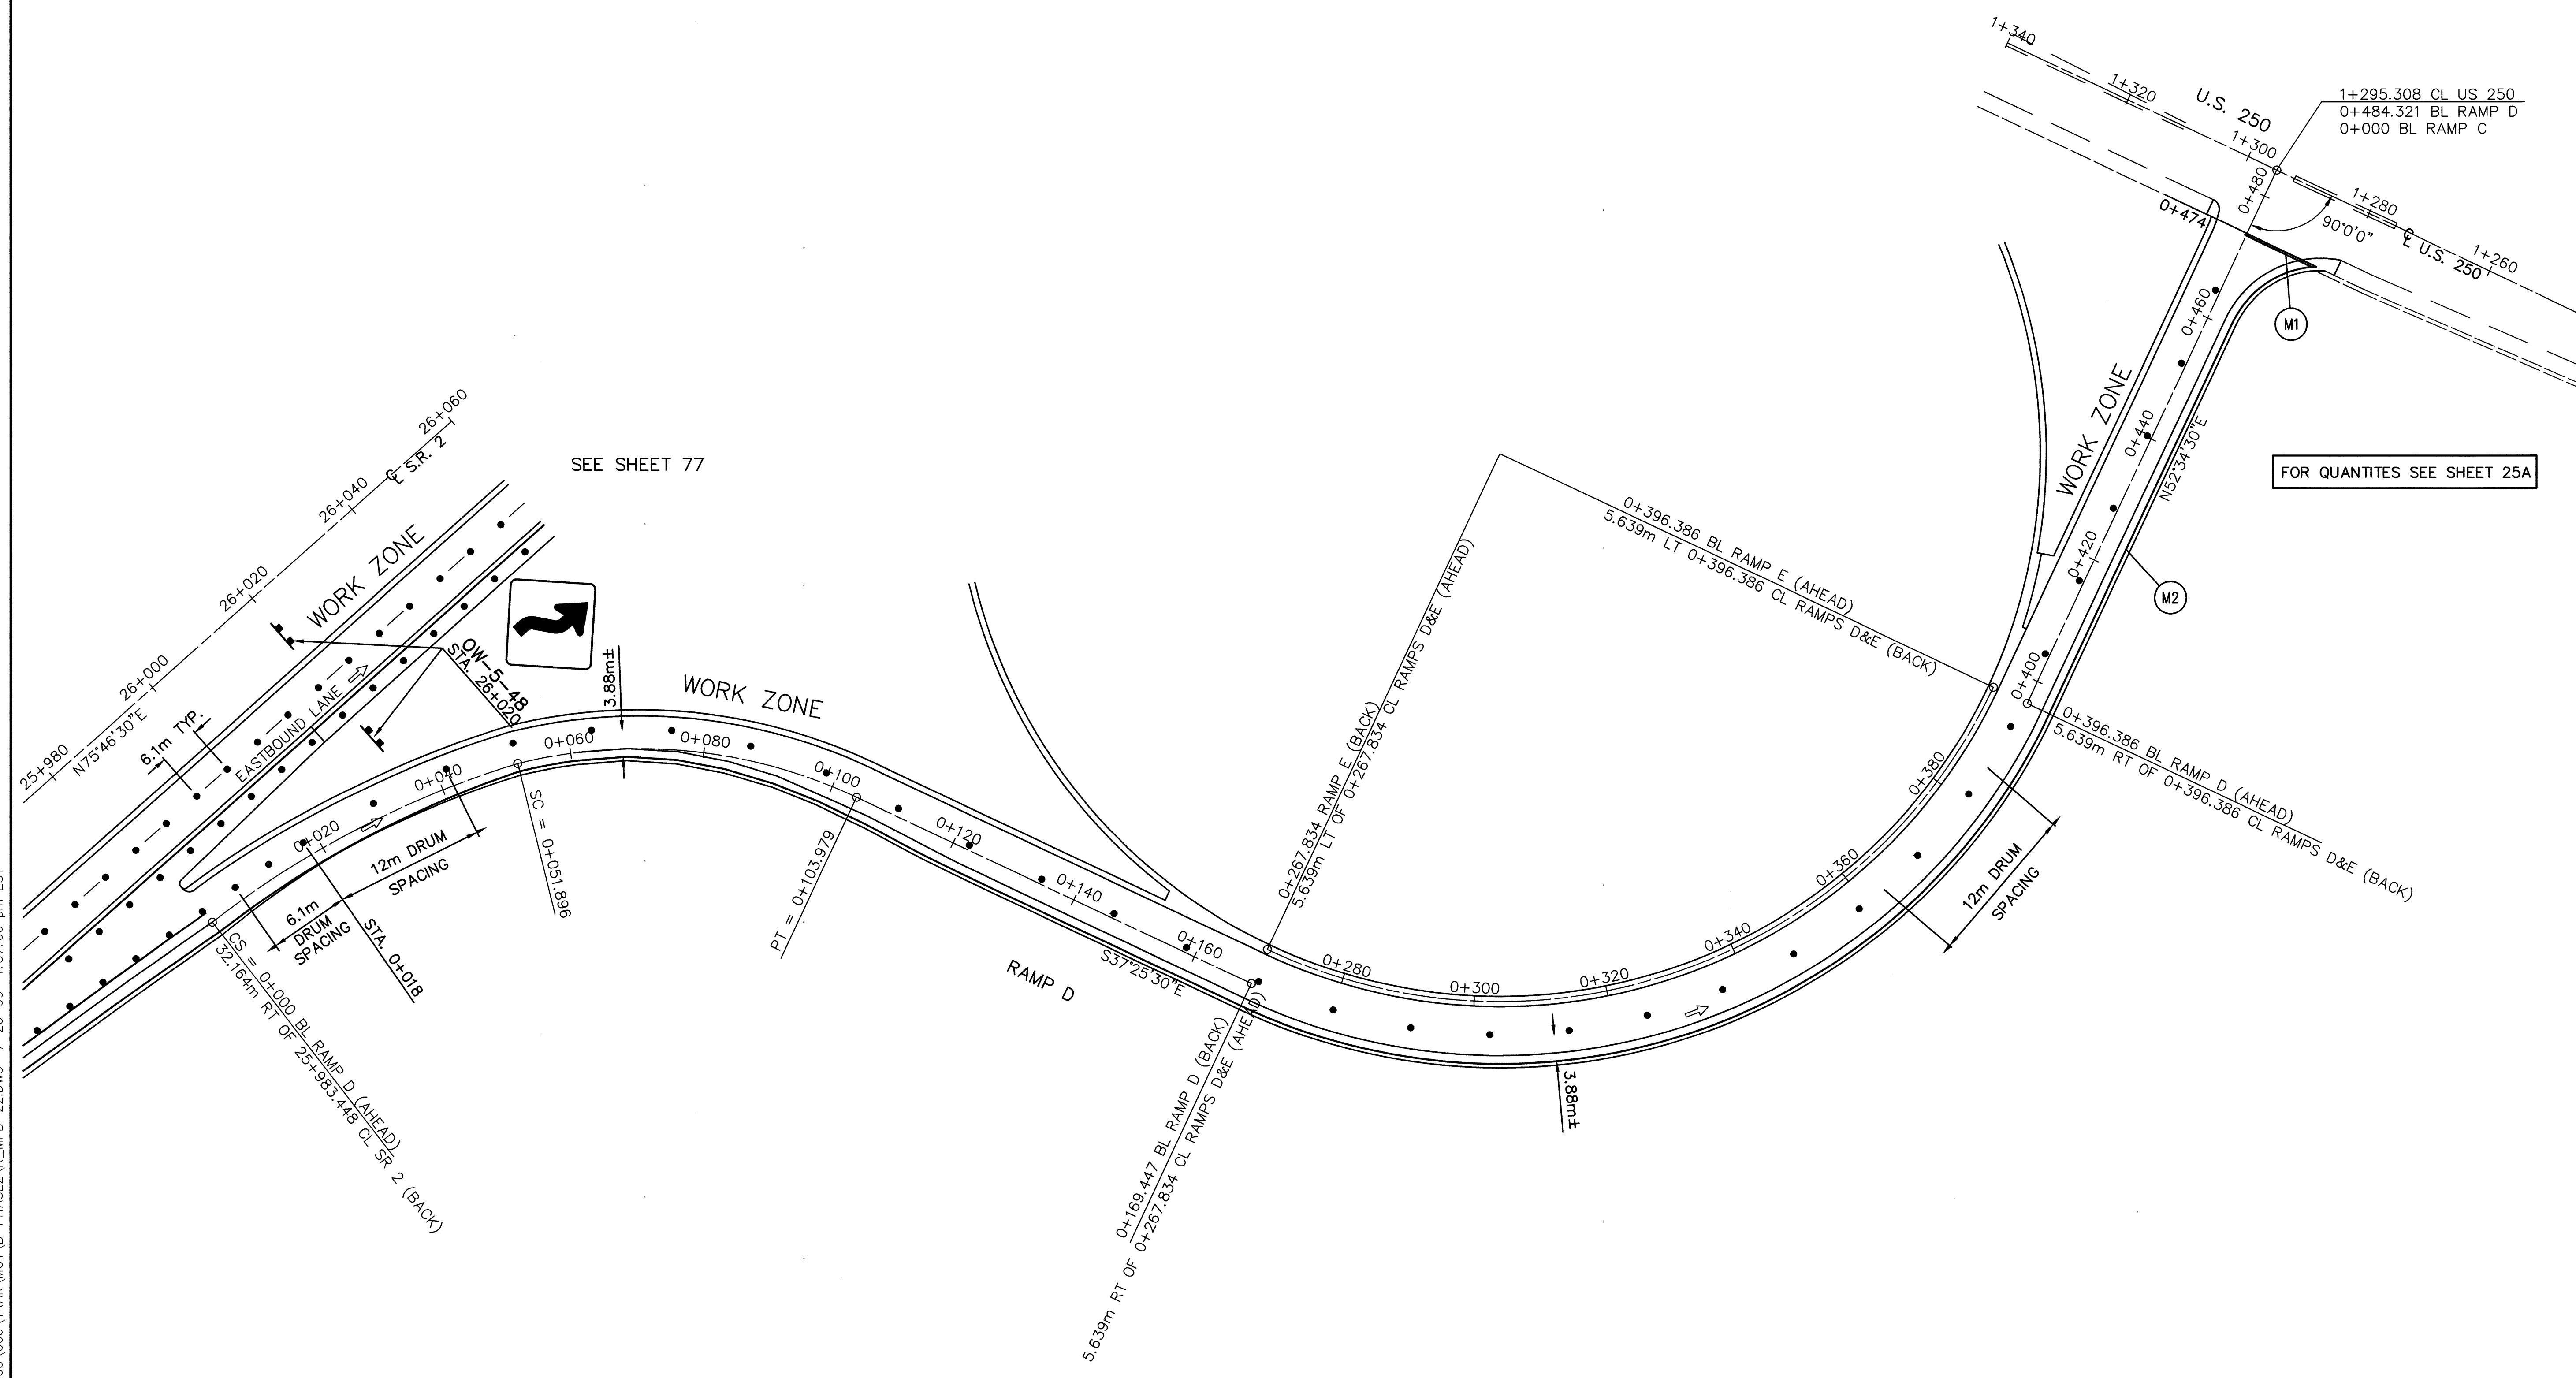 1+340
1+320
U.S. 250
1+300
1+295.308 CL US 250
0+484.321 BL RAMP D
0+000 BL RAMP C
0+480
1+280
0+474
90°0'0"
℄ U.S. 250
1+260
0+460
M1
WORK ZONE
0+440
N52°34'30"E
FOR QUANTITES SEE SHEET 25A
0+420
M2
0+400
26+060
℄ S.R. 2
26+040
SEE SHEET 77
WORK ZONE
26+020
26+000
N75°46'30"E
25+980
6.1m TYP.
EASTBOUND LANE
OW-5-48
STA. 26+020
3.88m±
WORK ZONE
0+020
0+040
0+060
0+080
0+100
0+120
0+140
0+160
6.1m
DRUM
SPACING
12m DRUM
SPACING
STA. 0+018
SC = 0+051.896
PT = 0+103.979
CS = 0+000 BL RAMP D (AHEAD)
32.164m RT OF 25+983.448 CL SR 2 (BACK)
RAMP D
S37°25'30"E
0+267.834 RAMP E (BACK)
5.639m LT OF 0+267.834 CL RAMPS D&E (AHEAD)
0+396.386 BL RAMP E (AHEAD)
5.639m LT 0+396.386 CL RAMPS D&E (BACK)
0+169.447 BL RAMP D (BACK)
5.639m RT OF 0+267.834 CL RAMPS D&E (AHEAD)
0+280
0+300
0+320
0+340
0+360
0+380
3.88m±
12m DRUM
SPACING
0+396.386 BL RAMP D (AHEAD)
5.639m RT OF 0+396.386 CL RAMPS D&E (BACK)